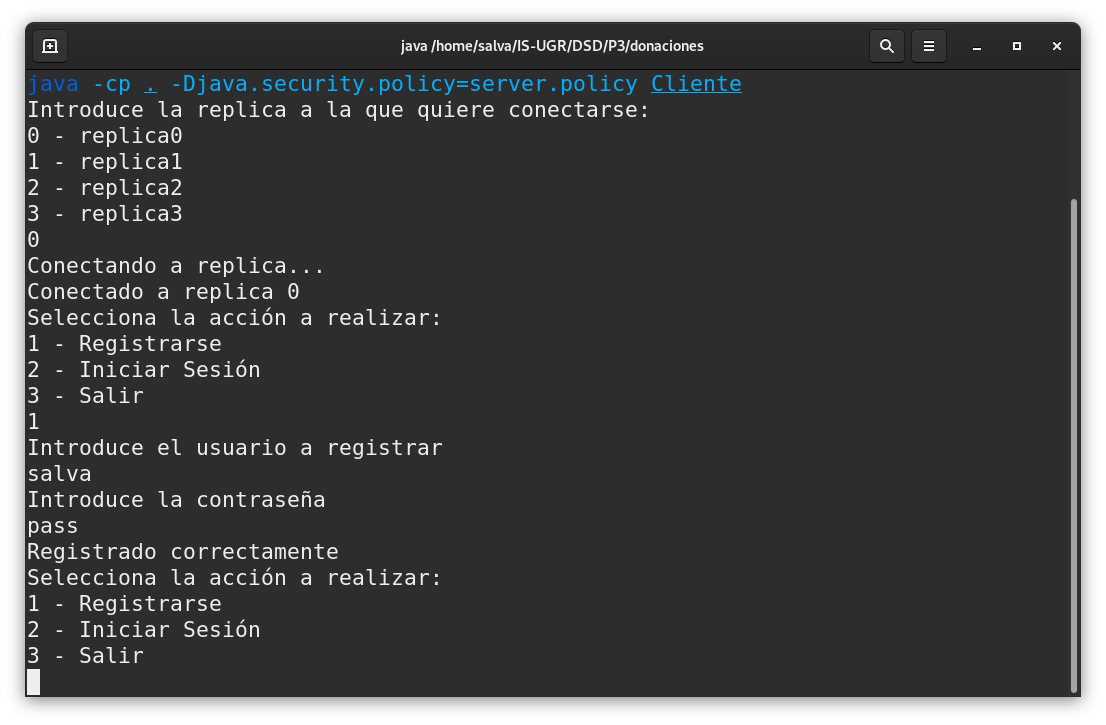 java /home/salva/IS-UGR/DSD/P3/donaciones
java -cp . -Djava.security.policy=server.policy Cliente
Introduce la replica a la que quiere conectarse:
0 - replica0
1 - replica1
2 - replica2
3 - replica3
0
Conectando a replica...
Conectado a replica 0
Selecciona la acción a realizar:
1 - Registrarse
2 - Iniciar Sesión
3 - Salir
1
Introduce el usuario a registrar
salva
Introduce la contraseña
pass
Registrado correctamente
Selecciona la acción a realizar:
1 - Registrarse
2 - Iniciar Sesión
3 - Salir